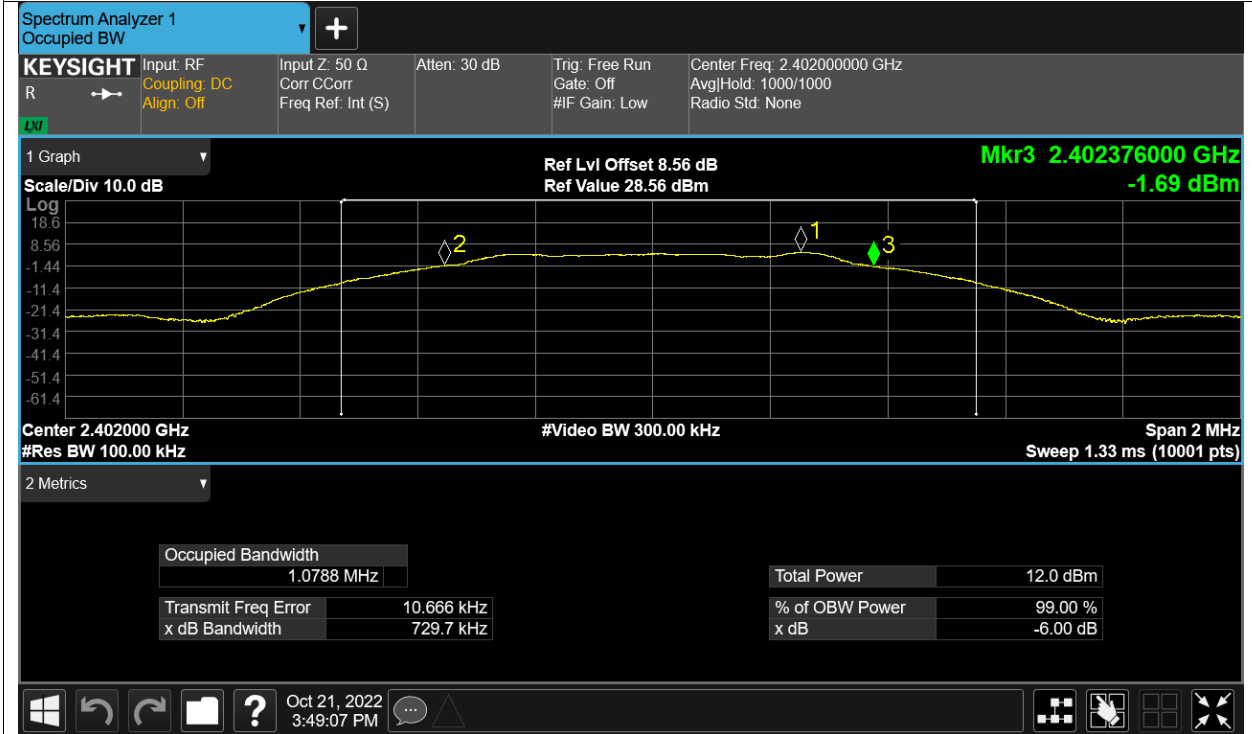 Spectrum Analyzer 1
Occupied BW
KEYSIGHT Input: RF Input Z: 50 Ω Atten: 30 dB Trig: Free Run Center Freq: 2.402000000 GHz
R Coupling: DC Corr CCorr Gate: Off Avg|Hold: 1000/1000
Align: Off Freq Ref: Int (S) #IF Gain: Low Radio Std: None
LXI
1 Graph Ref Lvl Offset 8.56 dB Mkr3 2.402376000 GHz
Scale/Div 10.0 dB Ref Value 28.56 dBm -1.69 dBm
Log
18.6
8.56 2 1 3
-1.44
-11.4
-21.4
-31.4
-41.4
-51.4
-61.4
Center 2.402000 GHz #Video BW 300.00 kHz Span 2 MHz
#Res BW 100.00 kHz Sweep 1.33 ms (10001 pts)
2 Metrics
Occupied Bandwidth
1.0788 MHz Total Power 12.0 dBm
Transmit Freq Error 10.666 kHz % of OBW Power 99.00 %
x dB Bandwidth 729.7 kHz x dB -6.00 dB
? Oct 21, 2022
3:49:07 PM